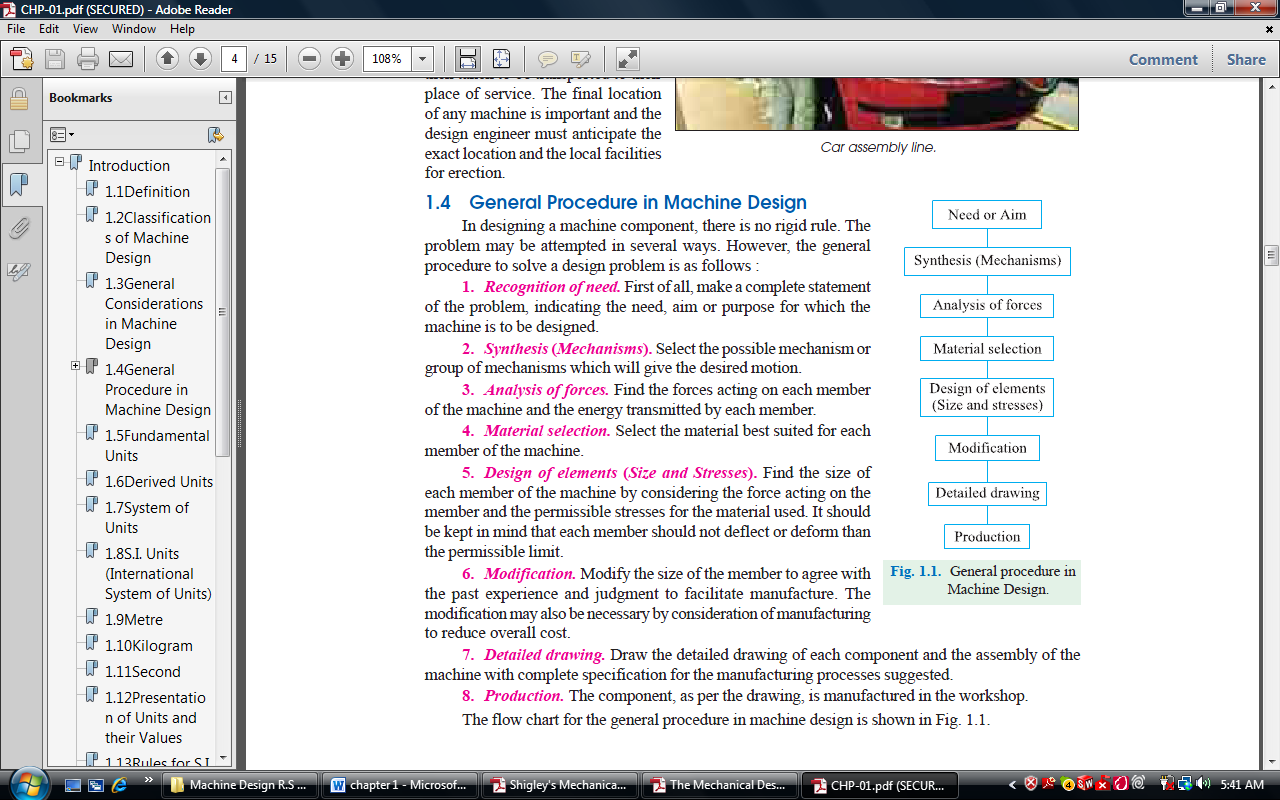 CHP-01.pdf (SECURED) - Adobe Reader
File Edit View Window Help
4 / 15
108%
Comment
Share
Bookmarks
Introduction
1.1Definition
1.2Classification
s of Machine
Design
1.3General
Considerations
in Machine
Design
1.4General
Procedure in
Machine Design
1.5Fundamental
Units
1.6Derived Units
1.7System of
Units
1.8S.I. Units
(International
System of Units)
1.9Metre
1.10Kilogram
1.11Second
1.12Presentatio
n of Units and
their Values
1.13Rules for S.I.
place of service. The final location
of any machine is important and the
design engineer must anticipate the
exact location and the local facilities
for erection.
Car assembly line.
1.4 General Procedure in Machine Design
In designing a machine component, there is no rigid rule. The
problem may be attempted in several ways. However, the general
procedure to solve a design problem is as follows :
1. Recognition of need. First of all, make a complete statement
of the problem, indicating the need, aim or purpose for which the
machine is to be designed.
2. Synthesis (Mechanisms). Select the possible mechanism or
group of mechanisms which will give the desired motion.
3. Analysis of forces. Find the forces acting on each member
of the machine and the energy transmitted by each member.
4. Material selection. Select the material best suited for each
member of the machine.
5. Design of elements (Size and Stresses). Find the size of
each member of the machine by considering the force acting on the
member and the permissible stresses for the material used. It should
be kept in mind that each member should not deflect or deform than
the permissible limit.
6. Modification. Modify the size of the member to agree with
the past experience and judgment to facilitate manufacture. The
modification may also be necessary by consideration of manufacturing
to reduce overall cost.
7. Detailed drawing. Draw the detailed drawing of each component and the assembly of the
machine with complete specification for the manufacturing processes suggested.
8. Production. The component, as per the drawing, is manufactured in the workshop.
The flow chart for the general procedure in machine design is shown in Fig. 1.1.
Need or Aim
Synthesis (Mechanisms)
Analysis of forces
Material selection
Design of elements
(Size and stresses)
Modification
Detailed drawing
Production
Fig. 1.1. General procedure in
Machine Design.
Machine Design R.S ...
chapter 1 - Microsof...
Shigley's Mechanica...
The Mechanical Des...
CHP-01.pdf (SECUR...
5:41 AM